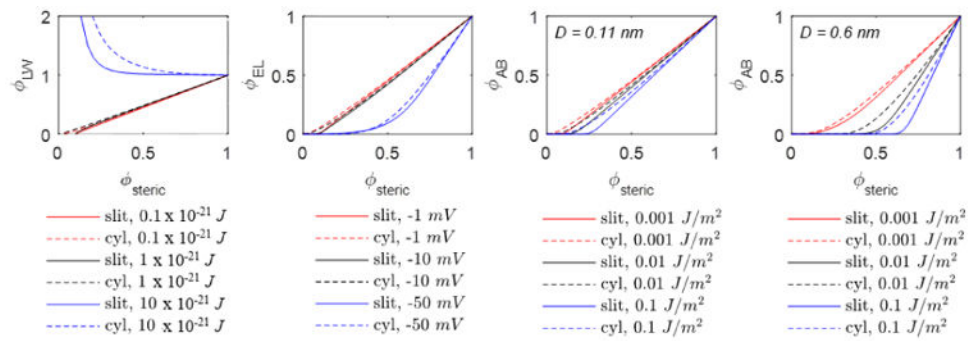 2
1
0
0
0.5
1
ϕLW
ϕsteric
slit, 0.1 x 10-21 J
cyl, 0.1 x 10-21 J
slit, 1 x 10-21 J
cyl, 1 x 10-21 J
slit, 10 x 10-21 J
cyl, 10 x 10-21 J
1
0.5
0
0
0.5
1
ϕEL
ϕsteric
slit, -1 mV
cyl, -1 mV
slit, -10 mV
cyl, -10 mV
slit, -50 mV
cyl, -50 mV
D = 0.11 nm
1
0.5
0
0
0.5
1
ϕAB
ϕsteric
slit, 0.001 J/m²
cyl, 0.001 J/m²
slit, 0.01 J/m²
cyl, 0.01 J/m²
slit, 0.1 J/m²
cyl, 0.1 J/m²
D = 0.6 nm
1
0.5
0
0
0.5
1
ϕAB
ϕsteric
slit, 0.001 J/m²
cyl, 0.001 J/m²
slit, 0.01 J/m²
cyl, 0.01 J/m²
slit, 0.1 J/m²
cyl, 0.1 J/m²